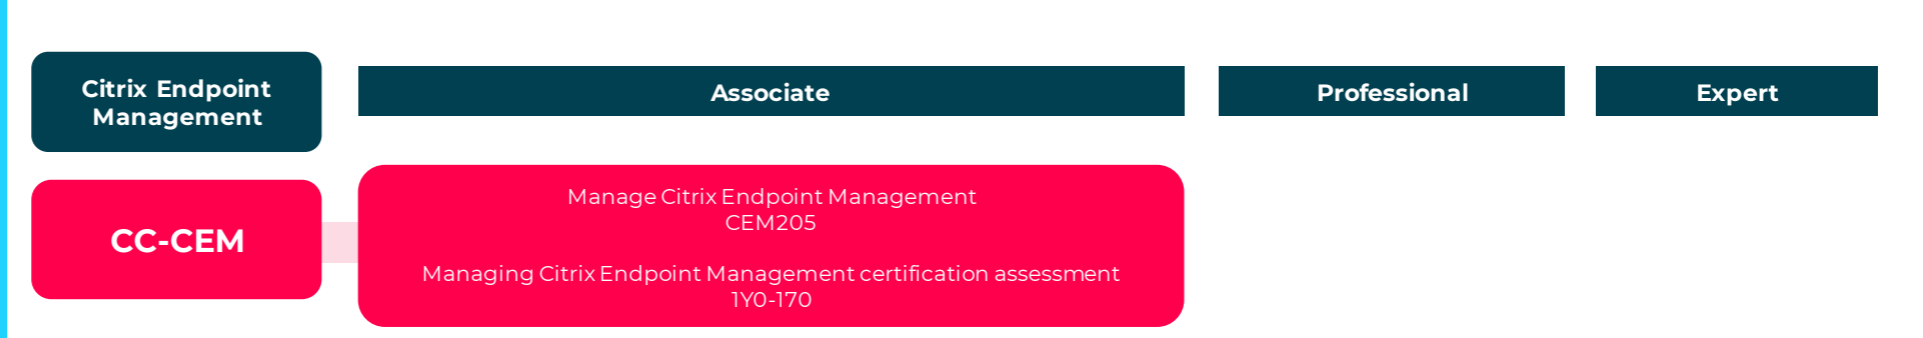 Citrix Endpoint
Management
Associate
Professional
Expert
CC-CEM
Manage Citrix Endpoint Management
CEM205
Managing Citrix Endpoint Management certification assessment
1Y0-170